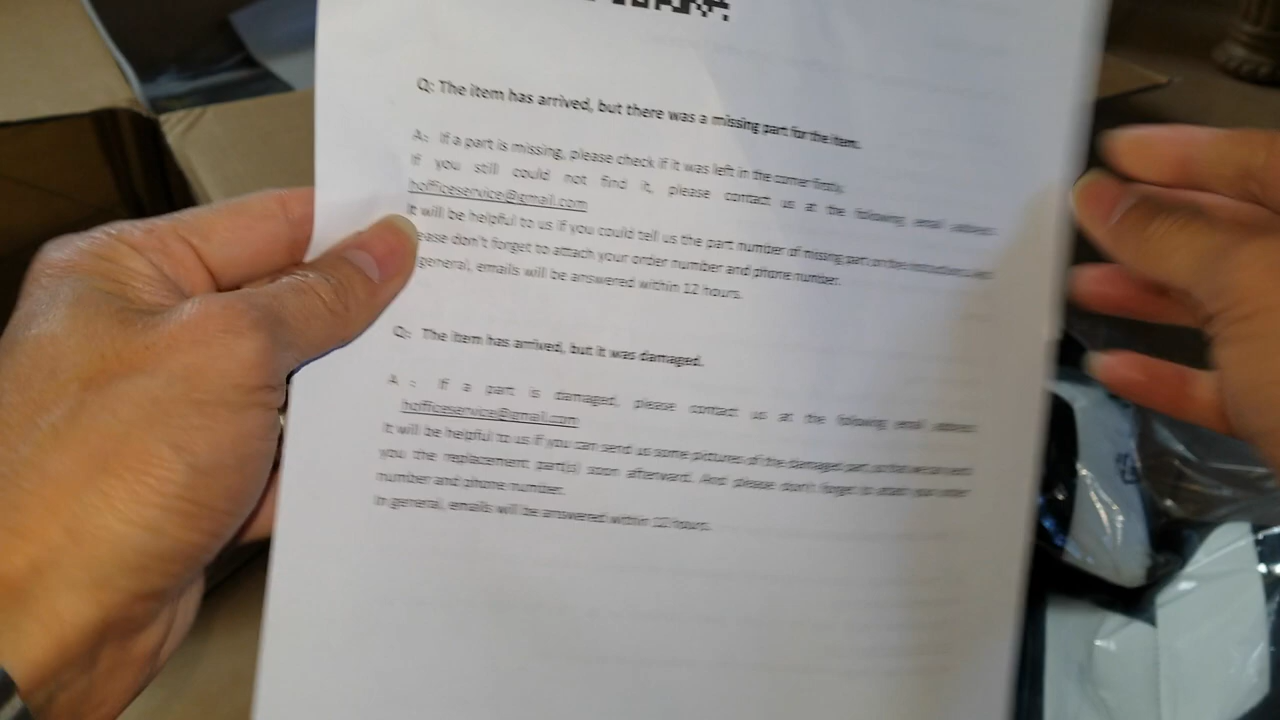 Q: The item has arrived, but there was a missing part for the item.
A: If a part is missing, please check if it was left in the corner firstly.
If you still could not find it, please contact us at the following email address:
hofficeservice@gmail.com
It will be helpful to us if you could tell us the part number of missing part on the instructions. And
ease don't forget to attach your order number and phone number.
general, emails will be answered within 12 hours.
Q: The item has arrived, but it was damaged.
A: If a part is damaged, please contact us at the following email address:
hofficeservice@gmail.com
It will be helpful to us if you can send us some pictures of the damaged part, so that we can send
you the replacement part(s) soon afterward. And please don't forget to attach your order
number and phone number.
In general, emails will be answered within 12 hours.